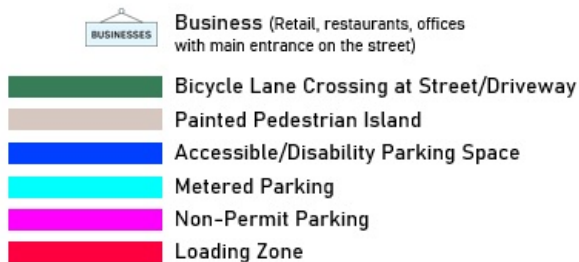 BUSINESSES
Business (Retail, restaurants, offices
with main entrance on the street)
Bicycle Lane Crossing at Street/Driveway
Painted Pedestrian Island
Accessible/Disability Parking Space
Metered Parking
Non-Permit Parking
Loading Zone